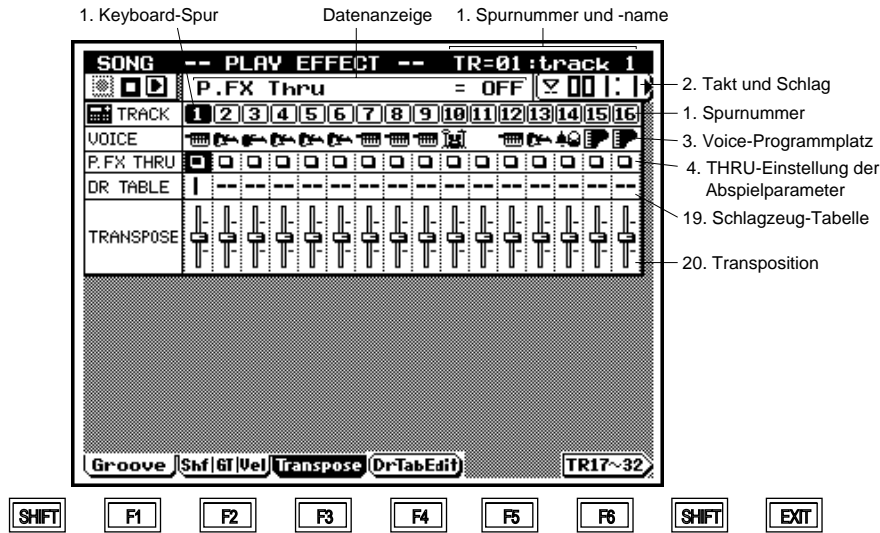 1. Keyboard-Spur
Datenanzeige
1. Spurnummer und -name
SONG -- PLAY EFFECT -- TR=01:track 1
P.FX Thru = OFF
2. Takt und Schlag
TRACK 1 2 3 4 5 6 7 8 9 10 11 12 13 14 15 16
1. Spurnummer
VOICE
3. Voice-Programmplatz
P.FX THRU
4. THRU-Einstellung der
Abspielparameter
DR TABLE 1 -- -- -- -- -- -- -- -- -- -- -- -- -- -- --
19. Schlagzeug-Tabelle
TRANSPOSE
20. Transposition
Groove Shf GT Vel Transpose DrTabEdit TR17~32
SHIFT F1 F2 F3 F4 F5 F6 SHIFT EXIT